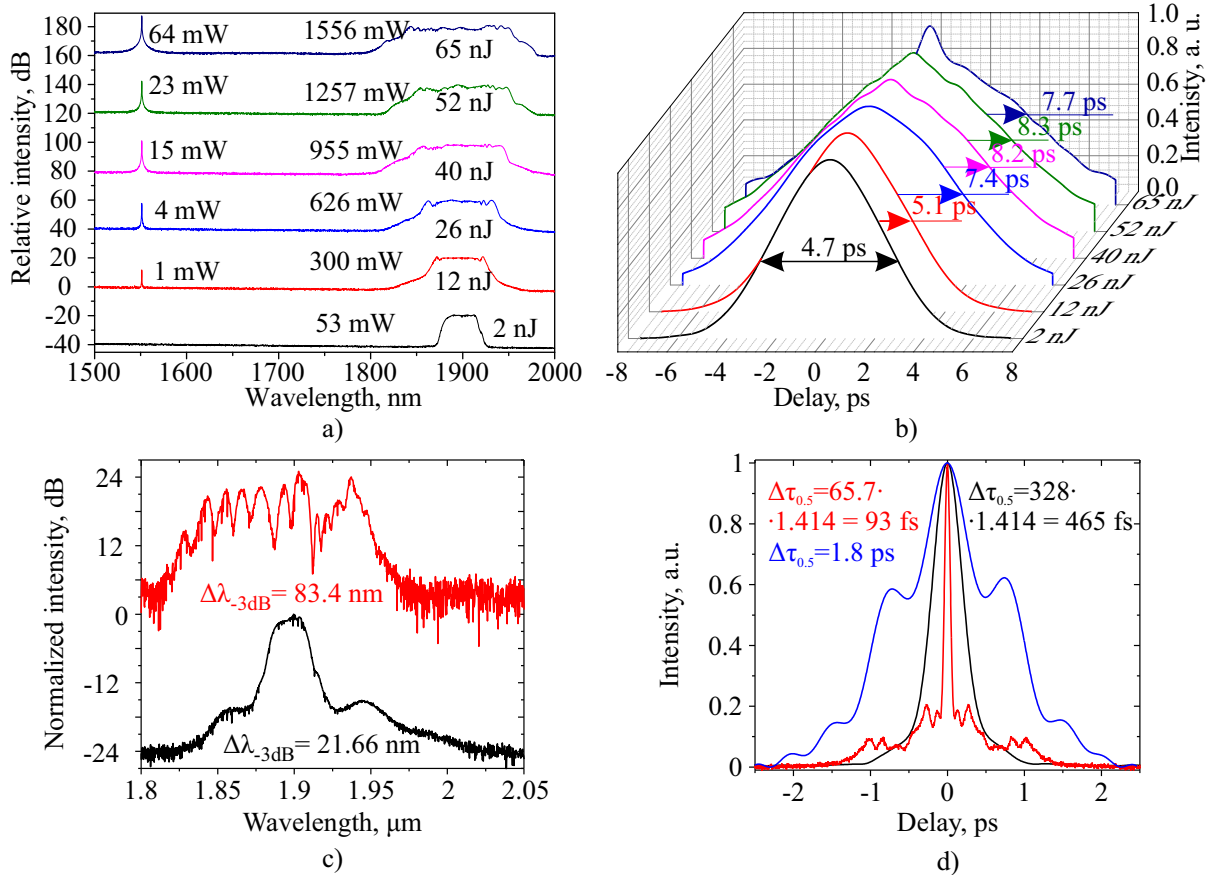 180
160
140
120
100
80
60
40
20
0
-20
-40
Relative intensity, dB
64 mW 1556 mW 65 nJ
23 mW 1257 mW 52 nJ
15 mW 955 mW 40 nJ
4 mW 626 mW 26 nJ
1 mW 300 mW 12 nJ
53 mW 2 nJ
1500 1600 1700 1800 1900 2000
Wavelength, nm
a)
1.0
0.8
0.6
0.4
0.2
0.0
Intenisty, a. u.
7.7 ps
8.3 ps
8.2 ps
7.4 ps
5.1 ps
4.7 ps
65 nJ
52 nJ
40 nJ
26 nJ
12 nJ
2 nJ
-8 -6 -4 -2 0 2 4 6 8
Delay, ps
b)
24
12
0
-12
-24
Normalized intensity, dB
Δλ-3dB= 83.4 nm
Δλ-3dB= 21.66 nm
1.8 1.85 1.9 1.95 2 2.05
Wavelength, μm
c)
1
0.8
0.6
0.4
0.2
0
Intensity, a.u.
Δτ0.5=65.7·
·1.414 = 93 fs
Δτ0.5=1.8 ps
Δτ0.5=328·
·1.414 = 465 fs
-2 -1 0 1 2
Delay, ps
d)